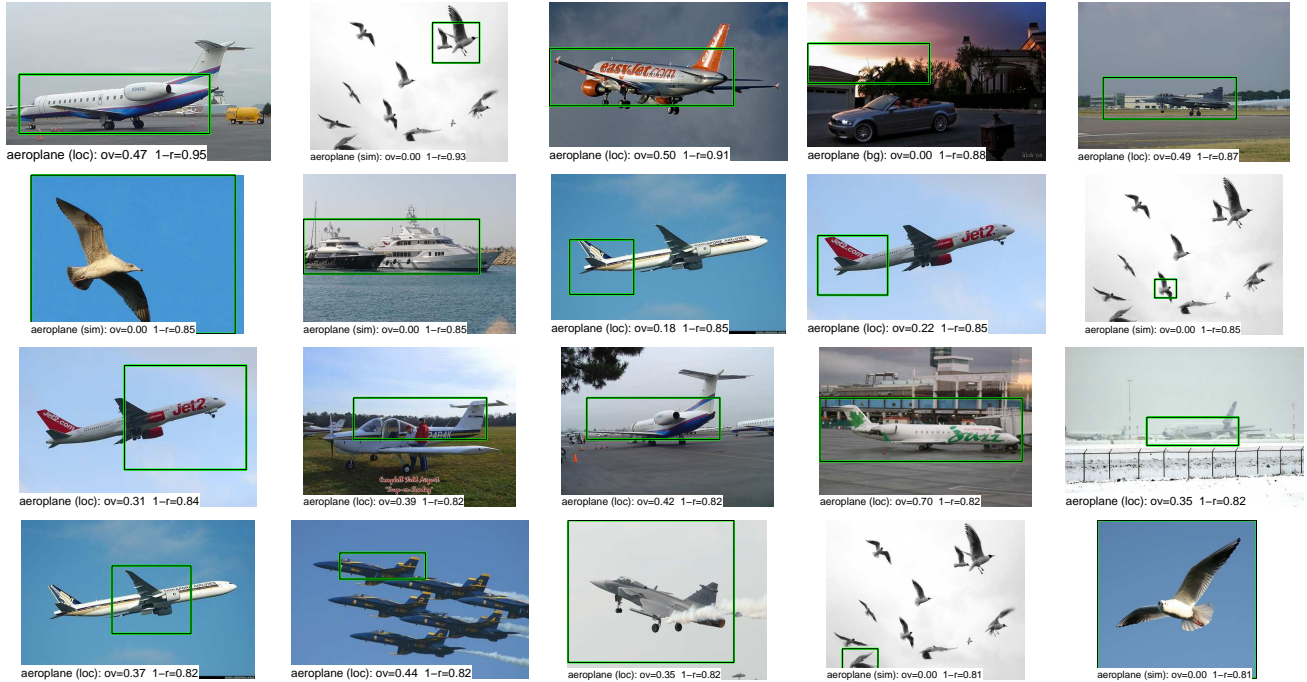 aeroplane (loc): ov=0.47 1−r=0.95
aeroplane (sim): ov=0.00 1−r=0.93
easyJet.com
aeroplane (loc): ov=0.50 1−r=0.91
aeroplane (bg): ov=0.00 1−r=0.88
aeroplane (loc): ov=0.49 1−r=0.87
aeroplane (sim): ov=0.00 1−r=0.85
aeroplane (sim): ov=0.00 1−r=0.85
aeroplane (loc): ov=0.18 1−r=0.85
Jet2.com
Jet2
aeroplane (loc): ov=0.22 1−r=0.85
aeroplane (sim): ov=0.00 1−r=0.85
Jet2.com
Jet2
aeroplane (loc): ov=0.31 1−r=0.84
aeroplane (loc): ov=0.39 1−r=0.82
aeroplane (loc): ov=0.42 1−r=0.82
Jazz
aeroplane (loc): ov=0.70 1−r=0.82
aeroplane (loc): ov=0.35 1−r=0.82
aeroplane (loc): ov=0.37 1−r=0.82
aeroplane (loc): ov=0.44 1−r=0.82
aeroplane (loc): ov=0.35 1−r=0.82
aeroplane (sim): ov=0.00 1−r=0.81
aeroplane (sim): ov=0.00 1−r=0.81